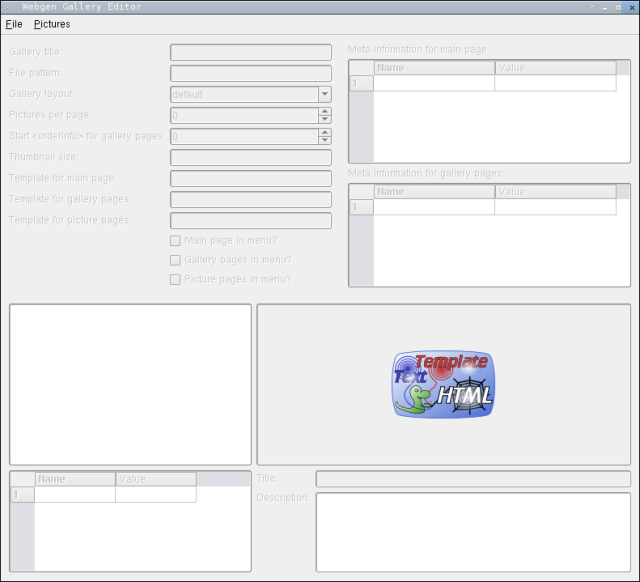 Webgen Gallery Editor
File Pictures
Gallery title:
File pattern:
Gallery layout:
default
Pictures per page:
0
Start <orderInfo> for gallery pages:
0
Thumbnail size:
Template for main page:
Template for gallery pages
Template for picture pages:
Main page in menu?
Gallery pages in menu?
Picture pages in menu?
Meta information for main page:
Name Value
1
Meta information for gallery pages
Name Value
1
Template
Text
HTML
Name Value
1
Title:
Description: